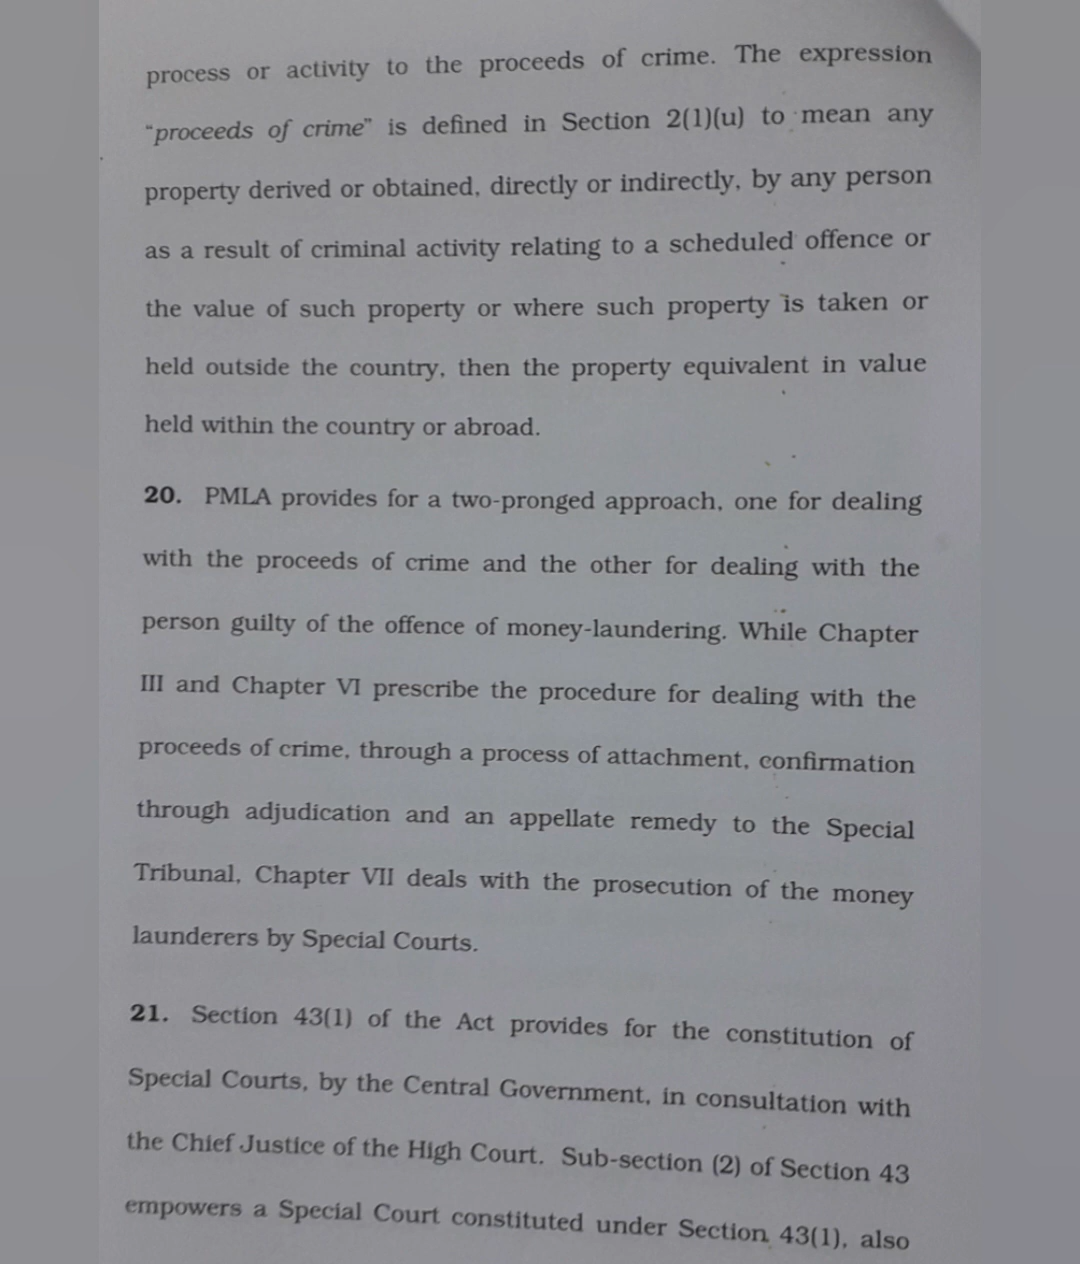 process or activity to the proceeds of crime. The expression
“proceeds of crime” is defined in Section 2(1)(u) to mean any
property derived or obtained, directly or indirectly, by any person
as a result of criminal activity relating to a scheduled offence or
the value of such property or where such property is taken or
held outside the country, then the property equivalent in value
held within the country or abroad.
20. PMLA provides for a two-pronged approach, one for dealing
with the proceeds of crime and the other for dealing with the
person guilty of the offence of money-laundering. While Chapter
III and Chapter VI prescribe the procedure for dealing with the
proceeds of crime, through a process of attachment, confirmation
through adjudication and an appellate remedy to the Special
Tribunal, Chapter VII deals with the prosecution of the money
launderers by Special Courts.
21. Section 43(1) of the Act provides for the constitution of
Special Courts, by the Central Government, in consultation with
the Chief Justice of the High Court. Sub-section (2) of Section 43
empowers a Special Court constituted under Section 43(1), also